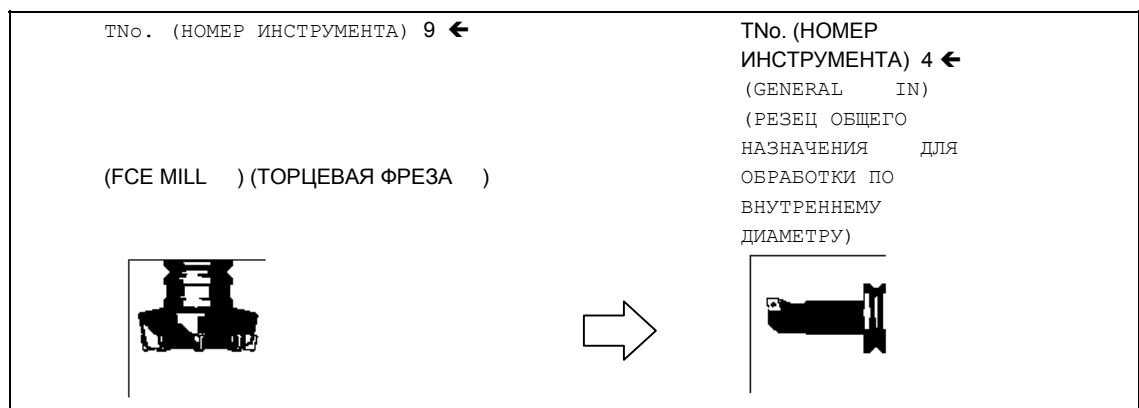 TNo. (НОМЕР ИНСТРУМЕНТА) 9 🡸
(FCE MILL ) (ТОРЦЕВАЯ ФРЕЗА )
TNo. (НОМЕР
ИНСТРУМЕНТА) 4 🡸
(GENERAL IN)
(РЕЗЕЦ ОБЩЕГО
НАЗНАЧЕНИЯ ДЛЯ
ОБРАБОТКИ ПО
ВНУТРЕННЕМУ
ДИАМЕТРУ)